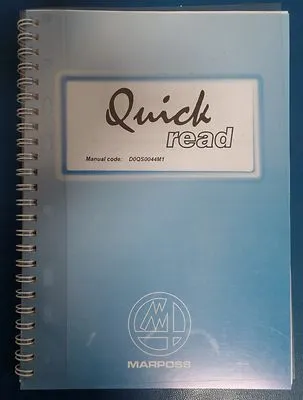 Quick
read
Manual code: D0QS0044M1
MARPOSS